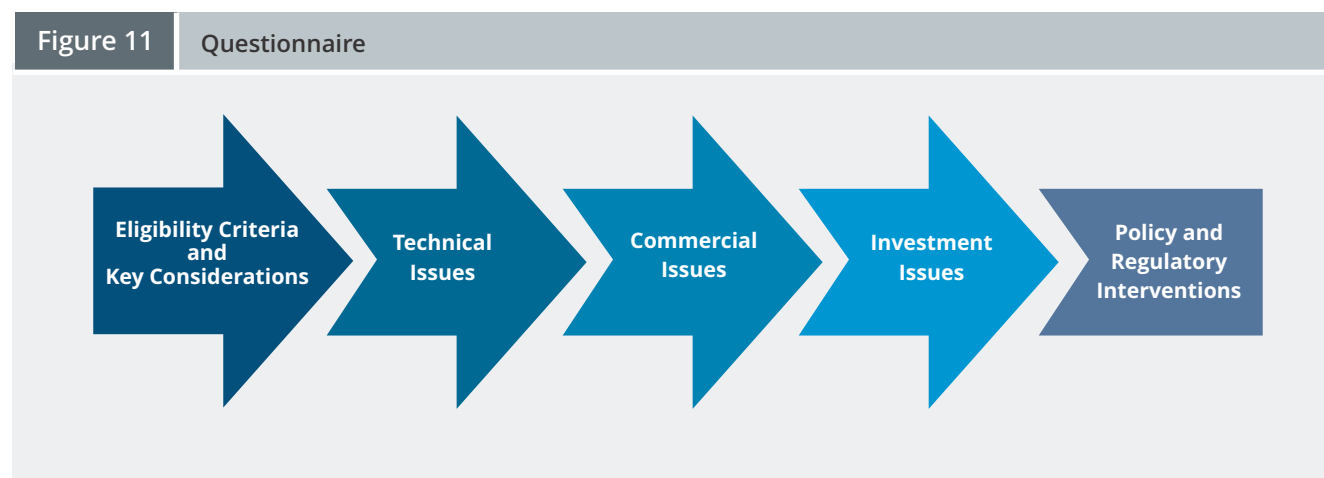 Figure 11
Questionnaire
Eligibility Criteria
and
Key Considerations
Technical
Issues
Commercial
Issues
Investment
Issues
Policy and
Regulatory
Interventions